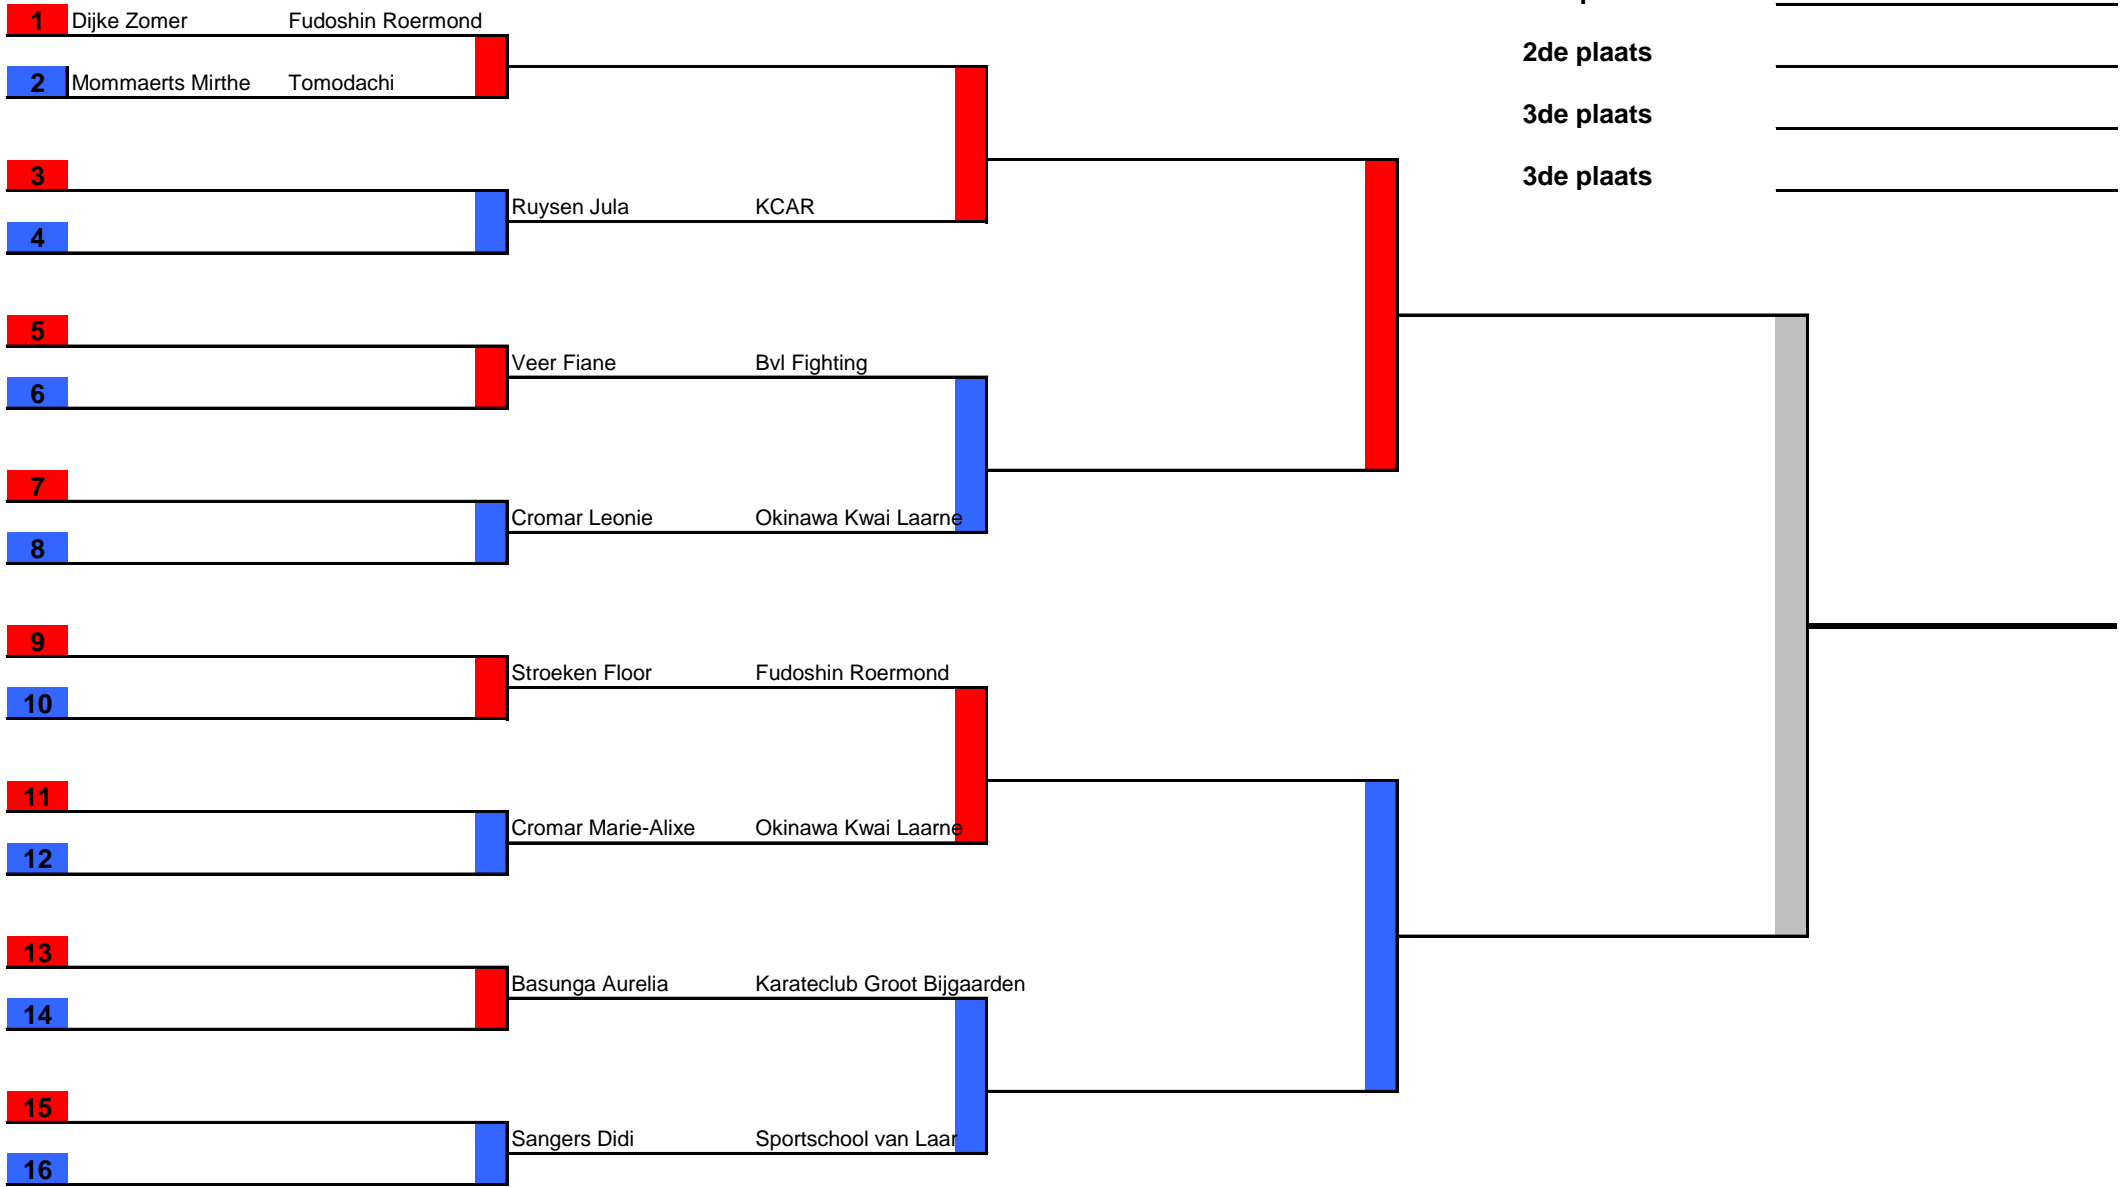 1 Dijke Zomer Fudoshin Roermond
2de plaats
2 Mommaerts Mirthe Tomodachi
3de plaats
3
3de plaats
Ruysen Jula KCAR
4
5
Veer Fiane Bvl Fighting
6
7
Cromar Leonie Okinawa Kwai Laarne
8
9
Stroeken Floor Fudoshin Roermond
10
11
Cromar Marie-Alixe Okinawa Kwai Laarne
12
13
Basunga Aurelia Karateclub Groot Bijgaarden
14
15
Sangers Didi Sportschool van Laar
16